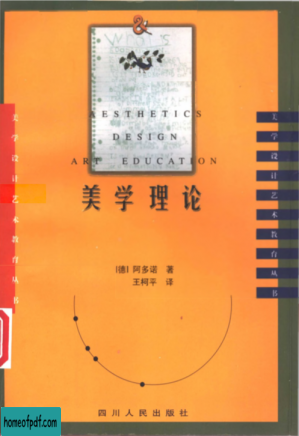 &
AESTHETICS
DESIGN
ART EDUCATION
美学理论
[德] 阿多诺 著
王柯平 译
美学设计艺术教育丛书
美学设计艺术教育丛书
四川人民出版社
homeofpdf.com